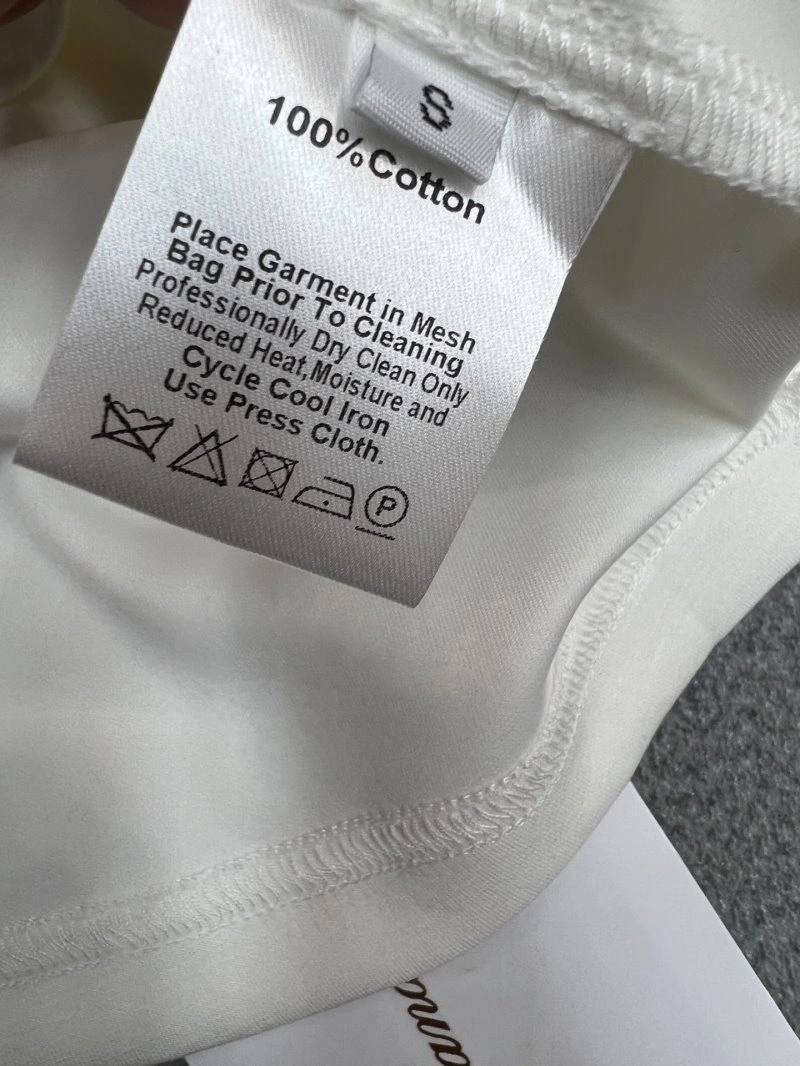 S
100%Cotton
Place Garment in Mesh
Bag Prior To Cleaning
Professionally Dry Clean Only
Reduced Heat,Moisture and
Cycle Cool Iron
Use Press Cloth.
P